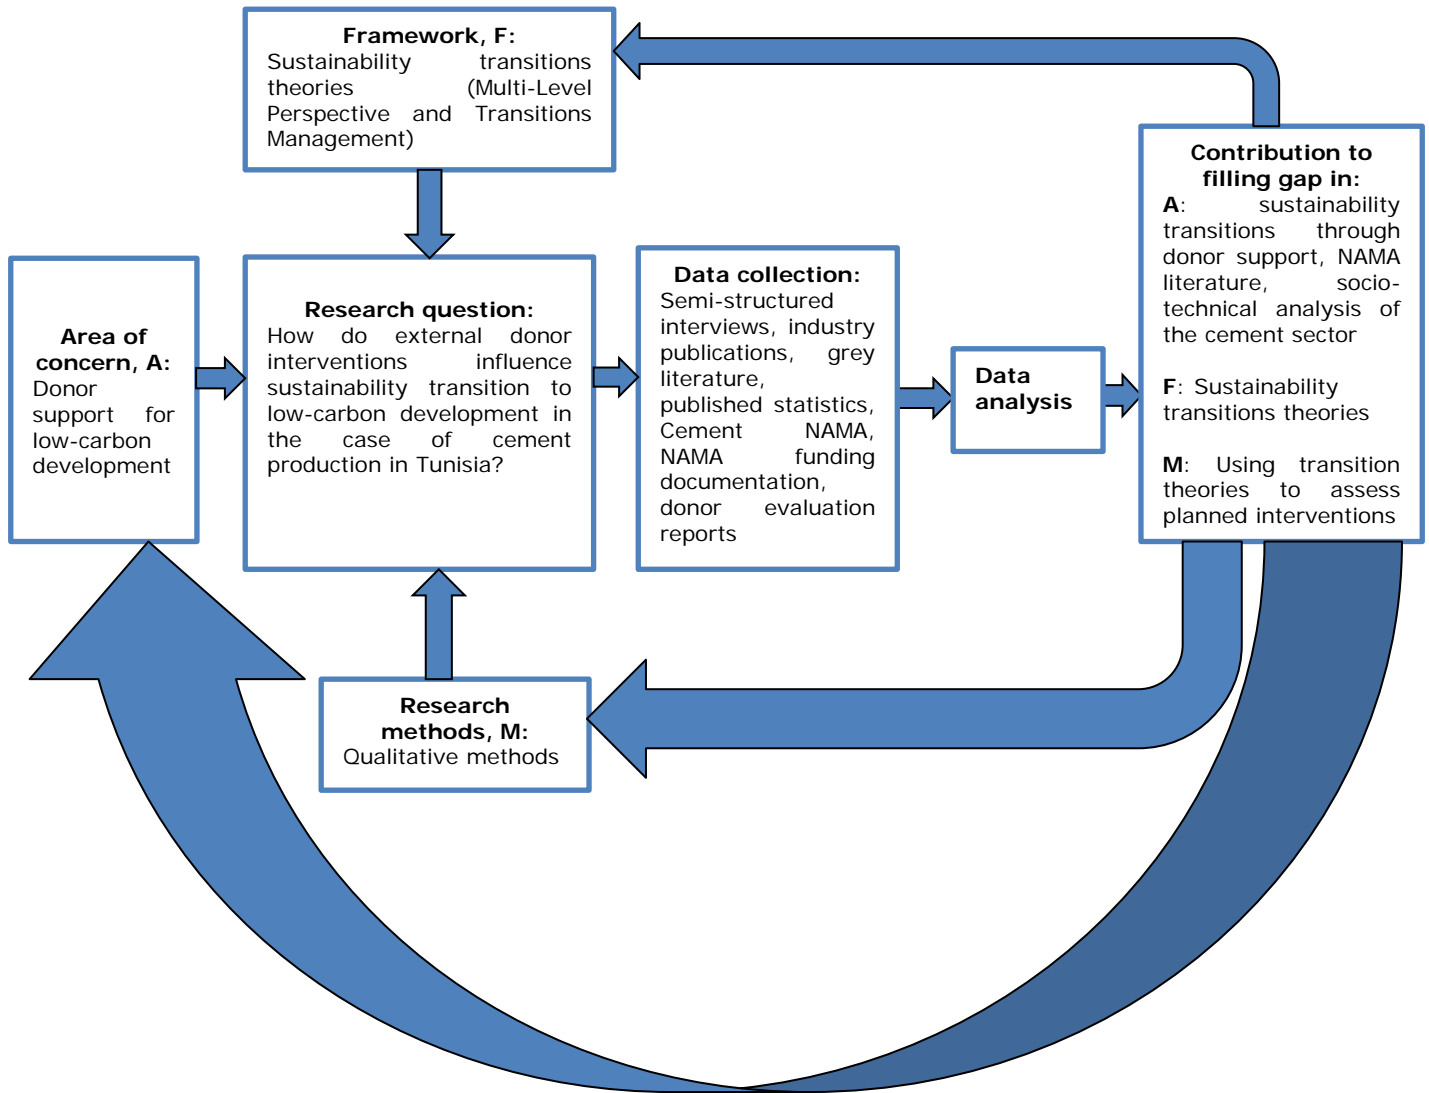 Framework, F:
Sustainability transitions
theories (Multi-Level
Perspective and Transitions
Management)
Area of
concern, A:
Donor
support for
low-carbon
development
Research question:
How do external donor
interventions influence
sustainability transition to
low-carbon development in
the case of cement
production in Tunisia?
Research
methods, M:
Qualitative methods
Data collection:
Semi-structured
interviews, industry
publications, grey
literature,
published statistics,
Cement NAMA,
NAMA funding
documentation,
donor evaluation
reports
Data
analysis
Contribution to
filling gap in:
A: sustainability
transitions through
donor support, NAMA
literature, socio-
technical analysis of
the cement sector
F: Sustainability
transitions theories
M: Using transition
theories to assess
planned interventions